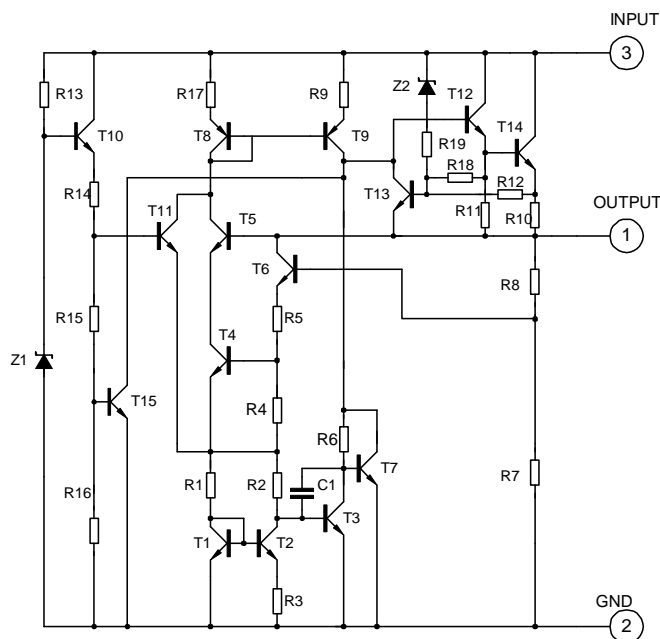 INPUT
3
R13
R17
R9
Z2
T12
T10
T8
T9
R19
T14
R18
R14
T13
R12
T11
T5
R11
R10
OUTPUT
1
T6
R8
R15
R5
Z1
T4
T15
R4
R6
T7
R7
R16
R1
R2
C1
T3
T1
T2
R3
GND
2